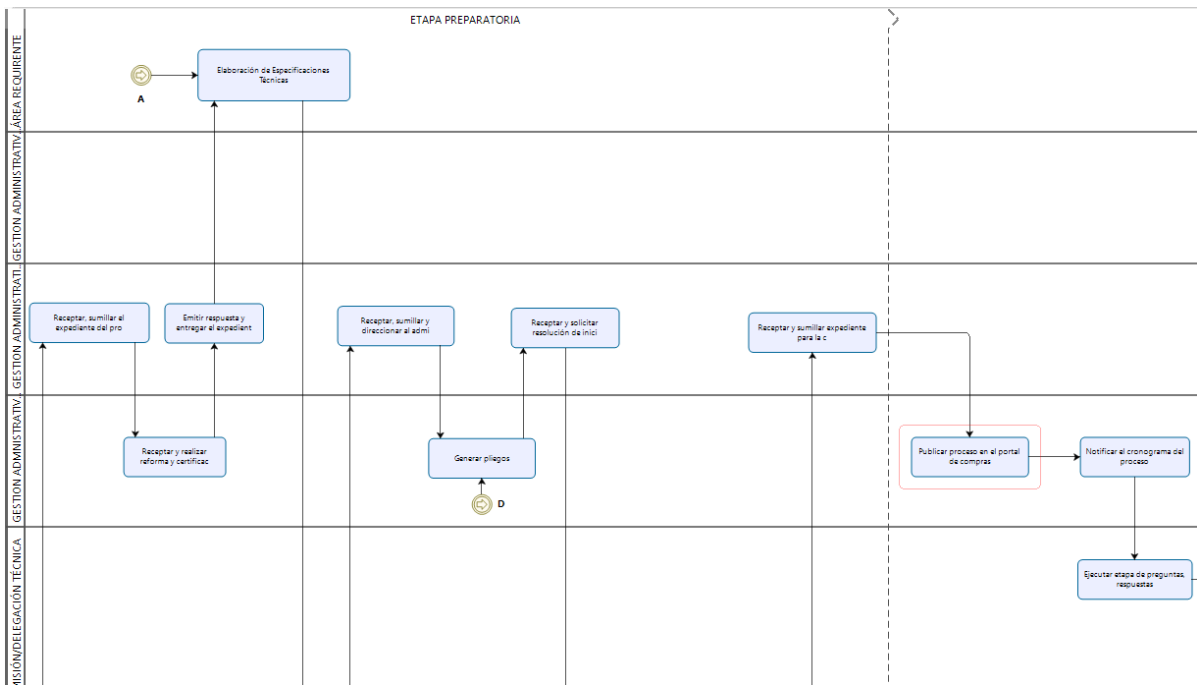 ETAPA PREPARATORIA
ÁREA REQUIRENTE
Elaboración de Especificaciones
Técnicas
A
GESTION ADMINISTRATIV...
GESTION ADMINISTRATI...
Receptar, sumillar el
expediente del pro
Emitir respuesta y
entregar el expedient
Receptar, sumillar y
direccionar al admi
Receptar y solicitar
resolución de inici
Receptar y sumillar expediente
para la c
GESTION ADMNISTRATIV...
Receptar y realizar
reforma y certificac
Generar pliegos
D
Publicar proceso en el portal
de compras
Notificar el cronograma del
proceso
MISIÓN/DELEGACIÓN TÉCNICA
Ejecutar etapa de preguntas,
respuestas